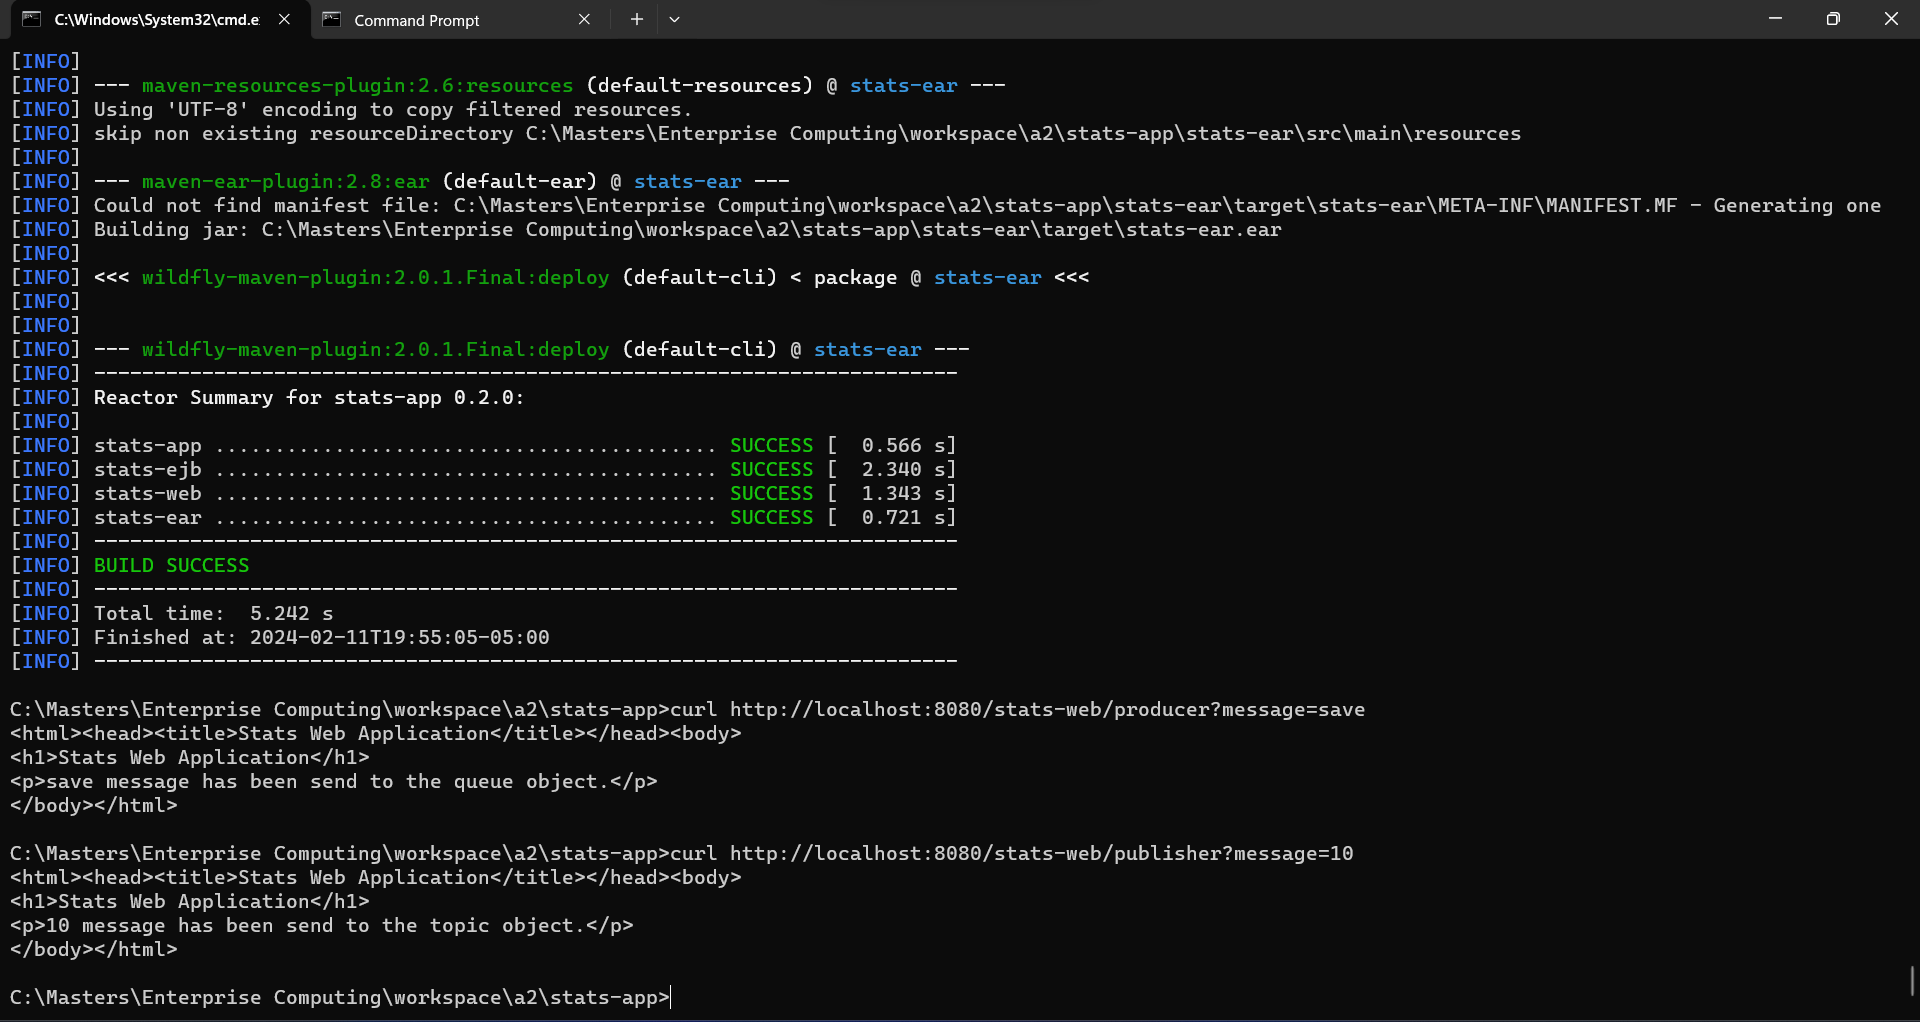 C:\Windows\System32\cmd.e
Command Prompt
[INFO]
[INFO] --- maven-resources-plugin:2.6:resources (default-resources) @ stats-ear ---
[INFO] Using 'UTF-8' encoding to copy filtered resources.
[INFO] skip non existing resourceDirectory C:\Masters\Enterprise Computing\workspace\a2\stats-app\stats-ear\src\main\resources
[INFO]
[INFO] --- maven-ear-plugin:2.8:ear (default-ear) @ stats-ear ---
[INFO] Could not find manifest file: C:\Masters\Enterprise Computing\workspace\a2\stats-app\stats-ear\target\stats-ear\META-INF\MANIFEST.MF - Generating one
[INFO] Building jar: C:\Masters\Enterprise Computing\workspace\a2\stats-app\stats-ear\target\stats-ear.ear
[INFO]
[INFO] <<< wildfly-maven-plugin:2.0.1.Final:deploy (default-cli) < package @ stats-ear <<<
[INFO]
[INFO]
[INFO] --- wildfly-maven-plugin:2.0.1.Final:deploy (default-cli) @ stats-ear ---
[INFO] ------------------------------------------------------------------------
[INFO] Reactor Summary for stats-app 0.2.0:
[INFO]
[INFO] stats-app .......................................... SUCCESS [  0.566 s]
[INFO] stats-ejb .......................................... SUCCESS [  2.340 s]
[INFO] stats-web .......................................... SUCCESS [  1.343 s]
[INFO] stats-ear .......................................... SUCCESS [  0.721 s]
[INFO] ------------------------------------------------------------------------
[INFO] BUILD SUCCESS
[INFO] ------------------------------------------------------------------------
[INFO] Total time:  5.242 s
[INFO] Finished at: 2024-02-11T19:55:05-05:00
[INFO] ------------------------------------------------------------------------
C:\Masters\Enterprise Computing\workspace\a2\stats-app>curl http://localhost:8080/stats-web/producer?message=save
<html><head><title>Stats Web Application</title></head><body>
<h1>Stats Web Application</h1>
<p>save message has been send to the queue object.</p>
</body></html>
C:\Masters\Enterprise Computing\workspace\a2\stats-app>curl http://localhost:8080/stats-web/publisher?message=10
<html><head><title>Stats Web Application</title></head><body>
<h1>Stats Web Application</h1>
<p>10 message has been send to the topic object.</p>
</body></html>
C:\Masters\Enterprise Computing\workspace\a2\stats-app>